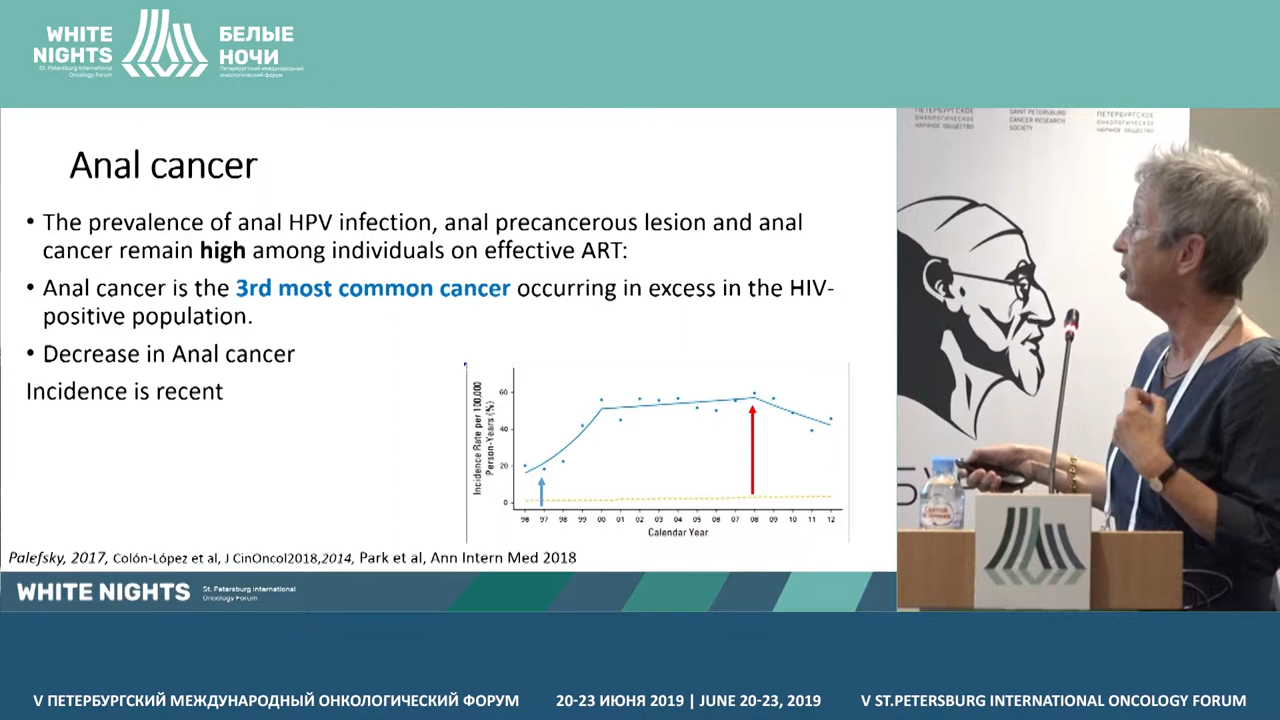 WHITE
NIGHTS
St. Petersburg International
Oncology Forum
БЕЛЫЕ
НОЧИ
Петербургский международный
онкологический форум
Anal cancer
• The prevalence of anal HPV infection, anal precancerous lesion and anal
cancer remain high among individuals on effective ART:
• Anal cancer is the 3rd most common cancer occurring in excess in the HIV-
positive population.
• Decrease in Anal cancer
Incidence is recent
Incidence Rate per 100,000
Person-Years (%)
60
40
20
0
96 97 98 99 00 01 02 03 04 05 06 07 08 09 10 11 12
Calendar Year
Palefsky, 2017, Colón-López et al, J CinOncol2018,2014, Park et al, Ann Intern Med 2018
WHITE NIGHTS
St. Petersburg International
Oncology Forum
ПЕТЕРБУРГСКОЕ
ОНКОЛОГИЧЕСКОЕ
НАУЧНОЕ ОБЩЕСТВО
SAINT PETERSBURG
CANCER RESEARCH
SOCIETY
ПЕТЕРБУРГСКОЕ
ОНКОЛОГИЧЕСКОЕ
НАУЧНОЕ ОБЩЕСТВО
V ПЕТЕРБУРГСКИЙ МЕЖДУНАРОДНЫЙ ОНКОЛОГИЧЕСКИЙ ФОРУМ
20-23 ИЮНЯ 2019 | JUNE 20-23, 2019
V ST.PETERSBURG INTERNATIONAL ONCOLOGY FORUM